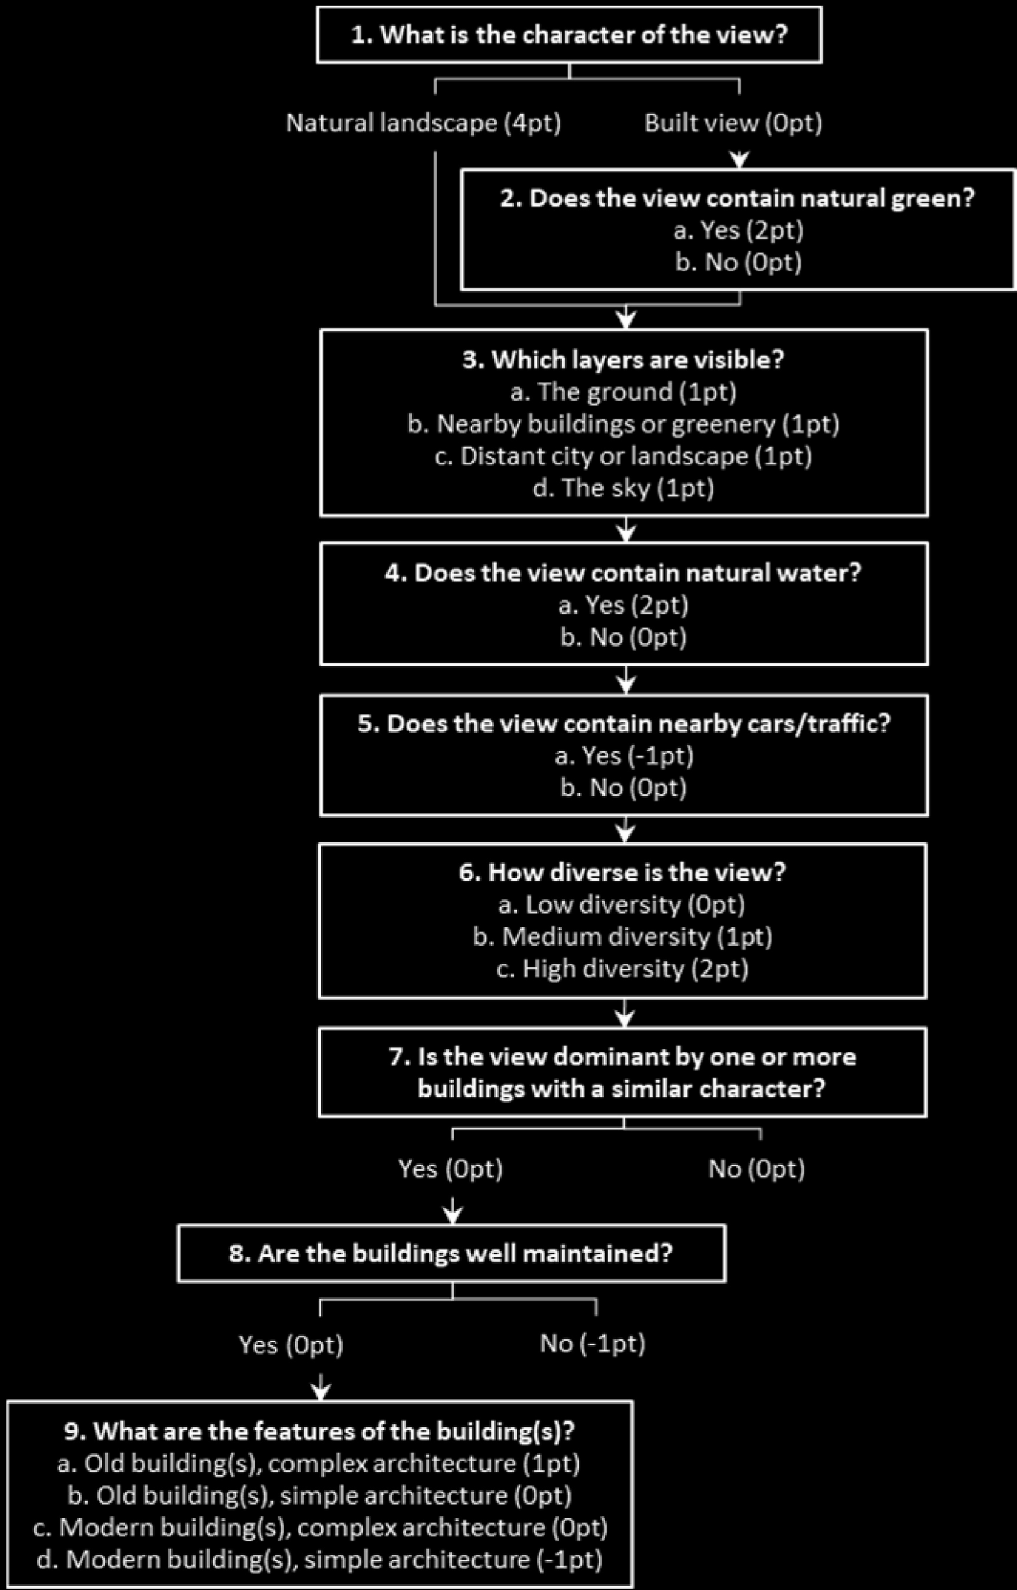 1. What is the character of the view?
Natural landscape (4pt)
Built view (0pt)
2. Does the view contain natural green?
a. Yes (2pt)
b. No (0pt)
3. Which layers are visible?
a. The ground (1pt)
b. Nearby buildings or greenery (1pt)
c. Distant city or landscape (1pt)
d. The sky (1pt)
4. Does the view contain natural water?
a. Yes (2pt)
b. No (0pt)
5. Does the view contain nearby cars/traffic?
a. Yes (-1pt)
b. No (0pt)
6. How diverse is the view?
a. Low diversity (0pt)
b. Medium diversity (1pt)
c. High diversity (2pt)
7. Is the view dominant by one or more
buildings with a similar character?
Yes (0pt)
No (0pt)
8. Are the buildings well maintained?
Yes (0pt)
No (-1pt)
9. What are the features of the building(s)?
a. Old building(s), complex architecture (1pt)
b. Old building(s), simple architecture (0pt)
c. Modern building(s), complex architecture (0pt)
d. Modern building(s), simple architecture (-1pt)